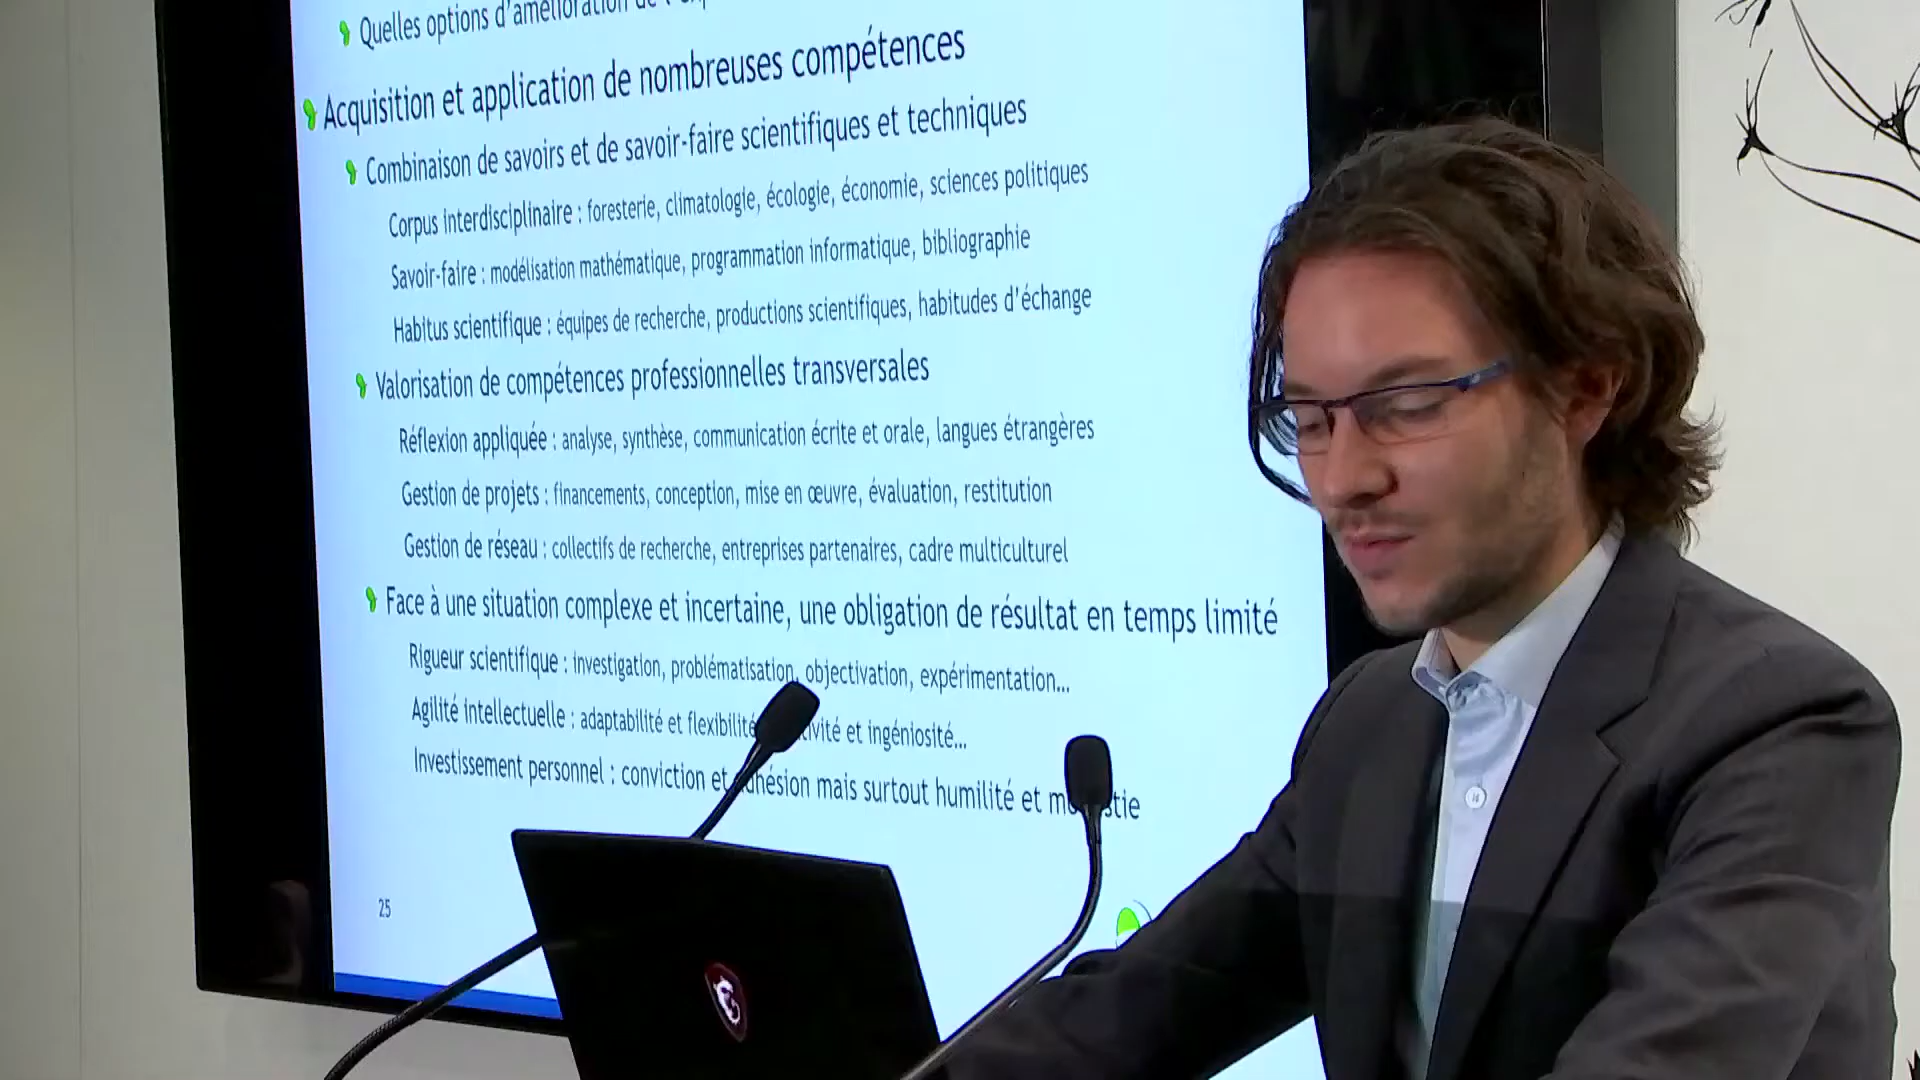 Quelles options d'amélioration de
Acquisition et application de nombreuses compétences
Combinaison de savoirs et de savoir-faire scientifiques et techniques
Corpus interdisciplinaire : foresterie, climatologie, écologie, économie, sciences politiques
Savoir-faire : modélisation mathématique, programmation informatique, bibliographie
Habitus scientifique : équipes de recherche, productions scientifiques, habitudes d'échange
Valorisation de compétences professionnelles transversales
Réflexion appliquée : analyse, synthèse, communication écrite et orale, langues étrangères
Gestion de projets : financements, conception, mise en œuvre, évaluation, restitution
Gestion de réseau : collectifs de recherche, entreprises partenaires, cadre multiculturel
Face à une situation complexe et incertaine, une obligation de résultat en temps limité
Rigueur scientifique : investigation, problématisation, objectivation, expérimentation...
Agilité intellectuelle : adaptabilité et flexibilité et ingéniosité...
Investissement personnel : conviction et mais surtout humilité et
25